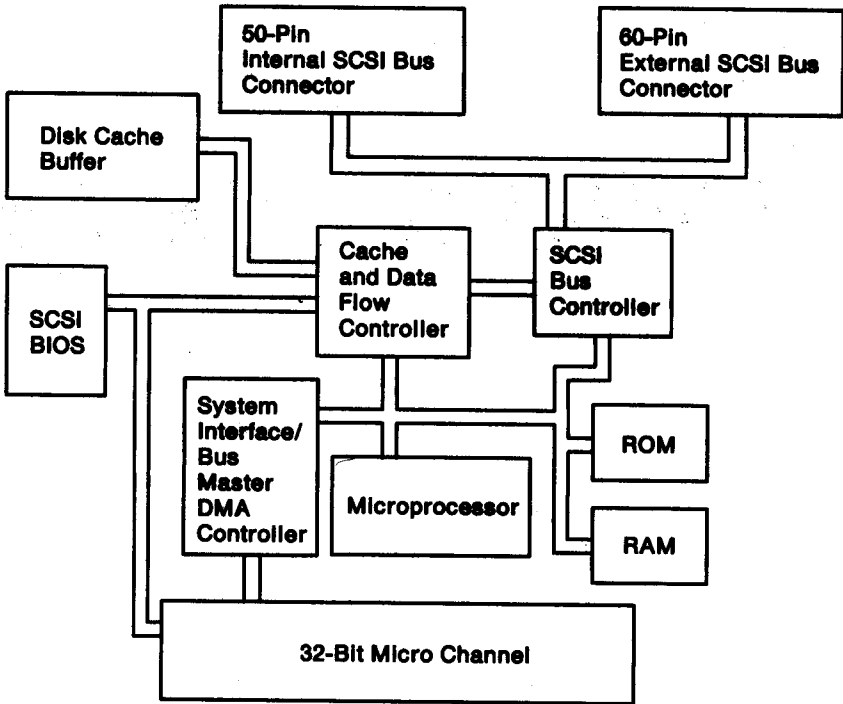 50-Pin
Internal SCSI Bus
Connector
60-Pin
External SCSI Bus
Connector
Disk Cache
Buffer
Cache
and Data
Flow
Controller
SCSI
Bus
Controller
SCSI
BIOS
System
Interface/
Bus
Master
DMA
Controller
Microprocessor
ROM
RAM
32-Bit Micro Channel